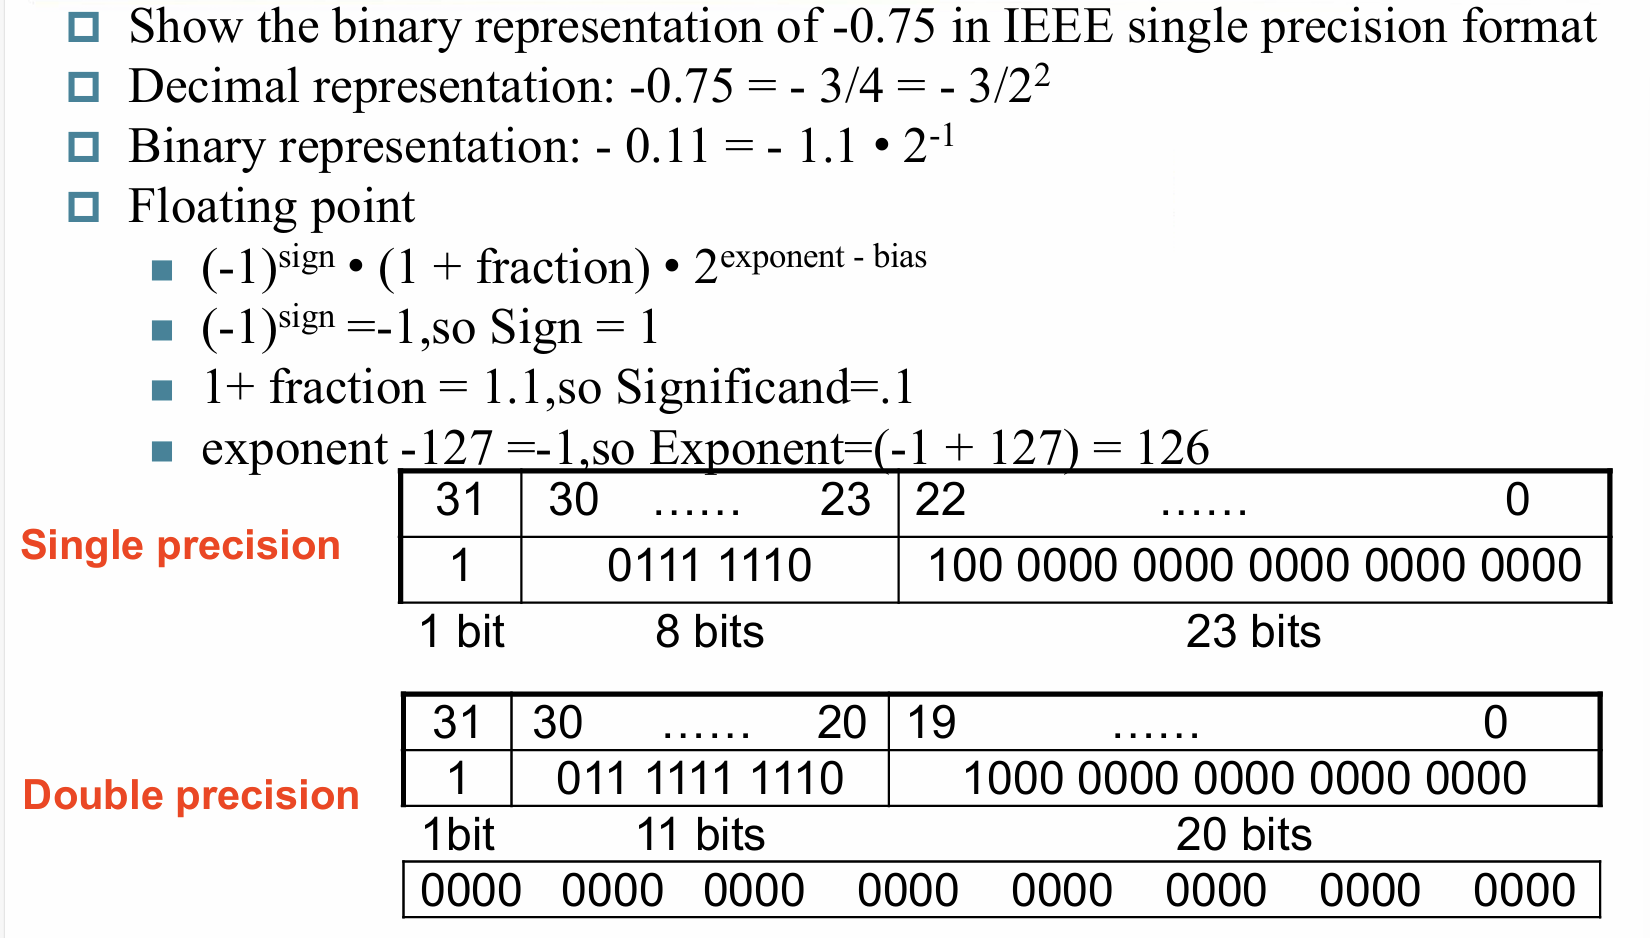 Show the binary representation of -0.75 in IEEE single precision format
Decimal representation: -0.75 = - 3/4 = - 3/2²
Binary representation: - 0.11 = - 1.1 • 2⁻¹
Floating point
(-1)^sign • (1 + fraction) • 2^exponent - bias
(-1)^sign =-1,so Sign = 1
1+ fraction = 1.1,so Significand=.1
exponent -127 =-1,so Exponent=(-1 + 127) = 126
31 30 ...... 23 22 ...... 0
Single precision
1 0111 1110 100 0000 0000 0000 0000 0000
1 bit 8 bits 23 bits
31 30 ...... 20 19 ...... 0
Double precision
1 011 1111 1110 1000 0000 0000 0000 0000
1bit 11 bits 20 bits
0000 0000 0000 0000 0000 0000 0000 0000